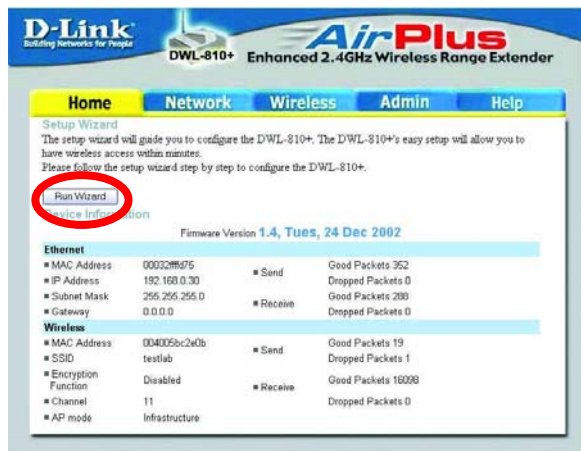 D-Link
Building Networks for People
DWL-810+
AirPlus
Enhanced 2.4GHz Wireless Range Extender
Home Network Wireless Admin Help
Setup Wizard
The setup wizard will guide you to configure the DWL-810+. The DWL-810+'s easy setup will allow you to
have wireless access within minutes.
Please follow the setup wizard step by step to configure the DWL-810+.
Run Wizard
Device Information
Firmware Version 1.4, Tues, 24 Dec 2002
Ethernet
MAC Address 00032ffffd75 Send Good Packets 352
IP Address 192.168.0.30 Dropped Packets 0
Subnet Mask 255.255.255.0 Receive Good Packets 288
Gateway 0.0.0.0 Dropped Packets 0
Wireless
MAC Address 004005bc2e0b Send Good Packets 19
SSID testlab Dropped Packets 1
Encryption
Function Disabled Receive Good Packets 16098
Channel 11 Dropped Packets 0
AP mode Infrastructure